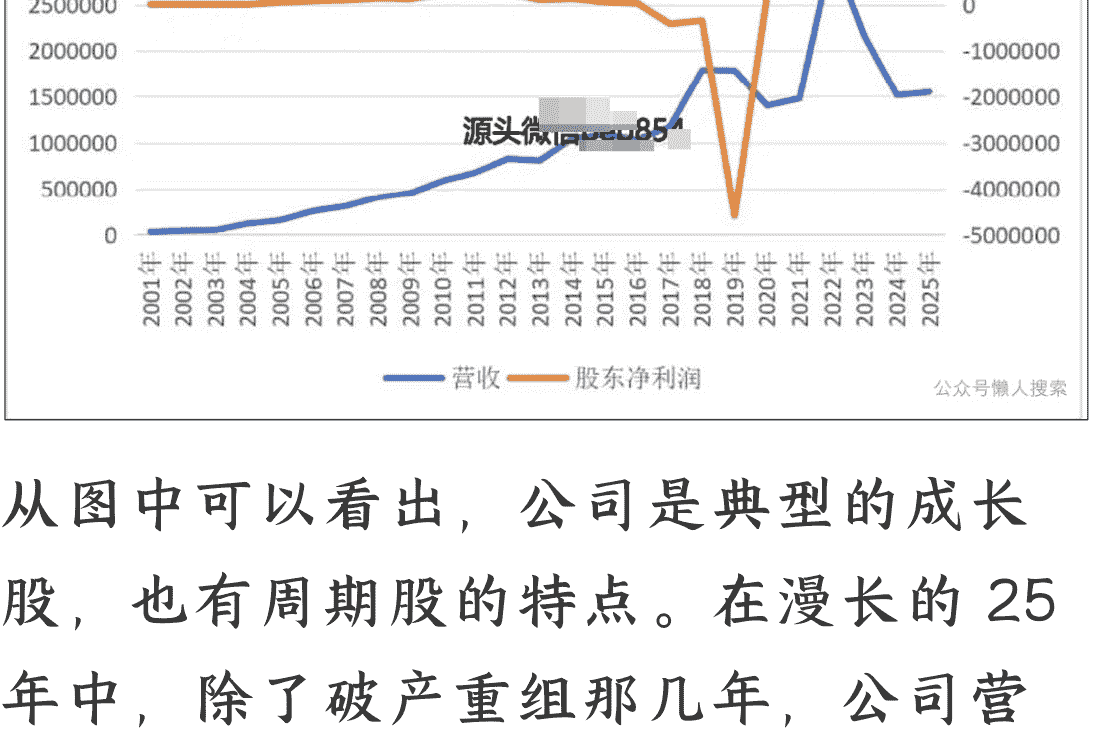 2500000
0
2000000
-1000000
1500000
-2000000
源头微信
1000000
-3000000
500000
-4000000
0
-5000000
2001年
2002年
2003年
2004年
2005年
2006年
2007年
2008年
2009年
2010年
2011年
2012年
2013年
2014年
2015年
2016年
2017年
2018年
2019年
2020年
2021年
2022年
2023年
2024年
2025年
营收 股东净利润
公众号懒人搜索
从图中可以看出，公司是典型的成长
股，也有周期股的特点。在漫长的 25
年中，除了破产重组那几年，公司营